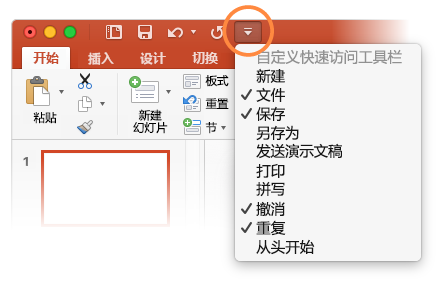 开始 插入 设计 切换
自定义快速访问工具栏
新建
文件
保存
另存为
发送演示文稿
打印
拼写
撤消
重复
从头开始
粘贴
新建
幻灯片
板式
重置
节
1